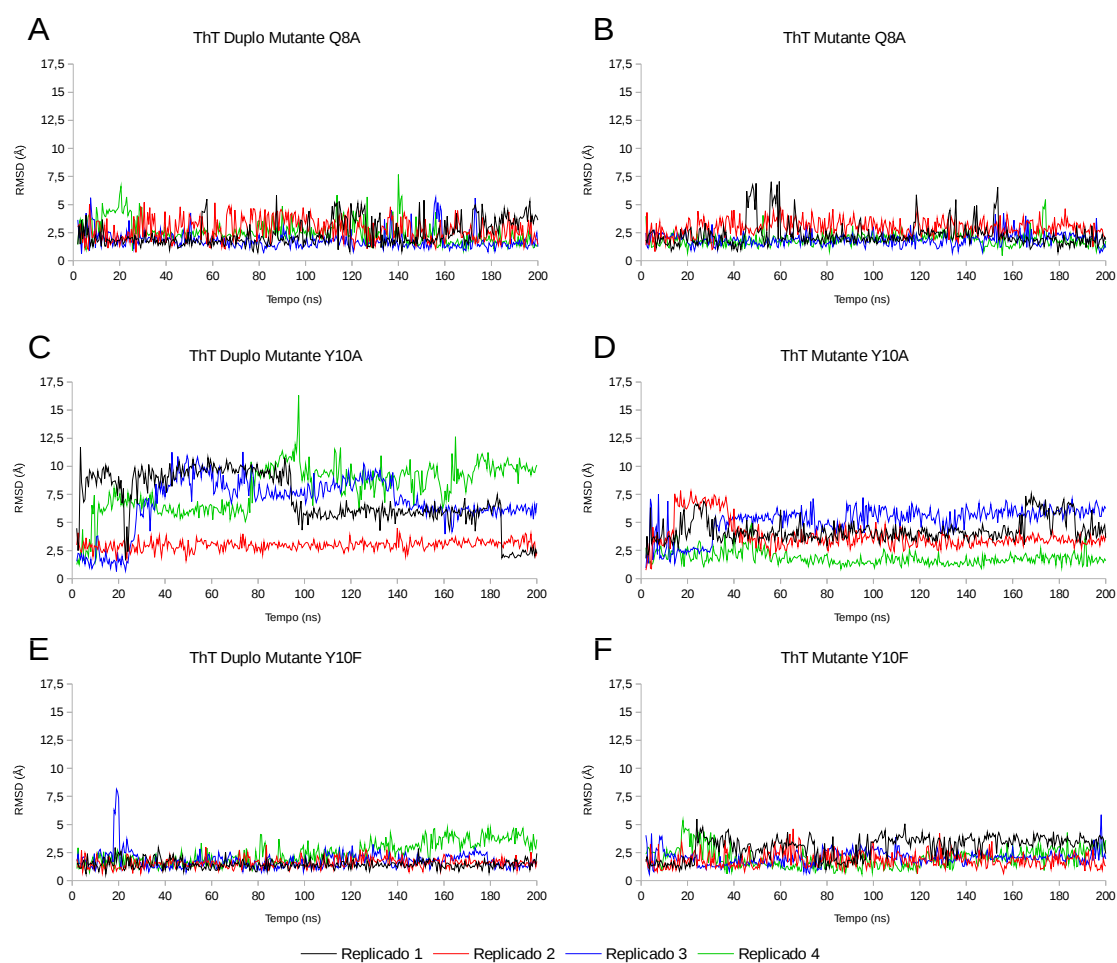 A
ThT Duplo Mutante Q8A
17,5
15
12,5
10
7,5
5
2,5
0
RMSD (Å)
0 20 40 60 80 100 120 140 160 180 200
Tempo (ns)
B
ThT Mutante Q8A
17,5
15
12,5
10
7,5
5
2,5
0
RMSD (Å)
0 20 40 60 80 100 120 140 160 180 200
Tempo (ns)
C
ThT Duplo Mutante Y10A
17,5
15
12,5
10
7,5
5
2,5
0
RMSD (Å)
0 20 40 60 80 100 120 140 160 180 200
Tempo (ns)
D
ThT Mutante Y10A
17,5
15
12,5
10
7,5
5
2,5
0
RMSD (Å)
0 20 40 60 80 100 120 140 160 180 200
Tempo (ns)
E
ThT Duplo Mutante Y10F
17,5
15
12,5
10
7,5
5
2,5
0
RMSD (Å)
0 20 40 60 80 100 120 140 160 180 200
Tempo (ns)
F
ThT Mutante Y10F
17,5
15
12,5
10
7,5
5
2,5
0
RMSD (Å)
0 20 40 60 80 100 120 140 160 180 200
Tempo (ns)
Replicado 1 Replicado 2 Replicado 3 Replicado 4